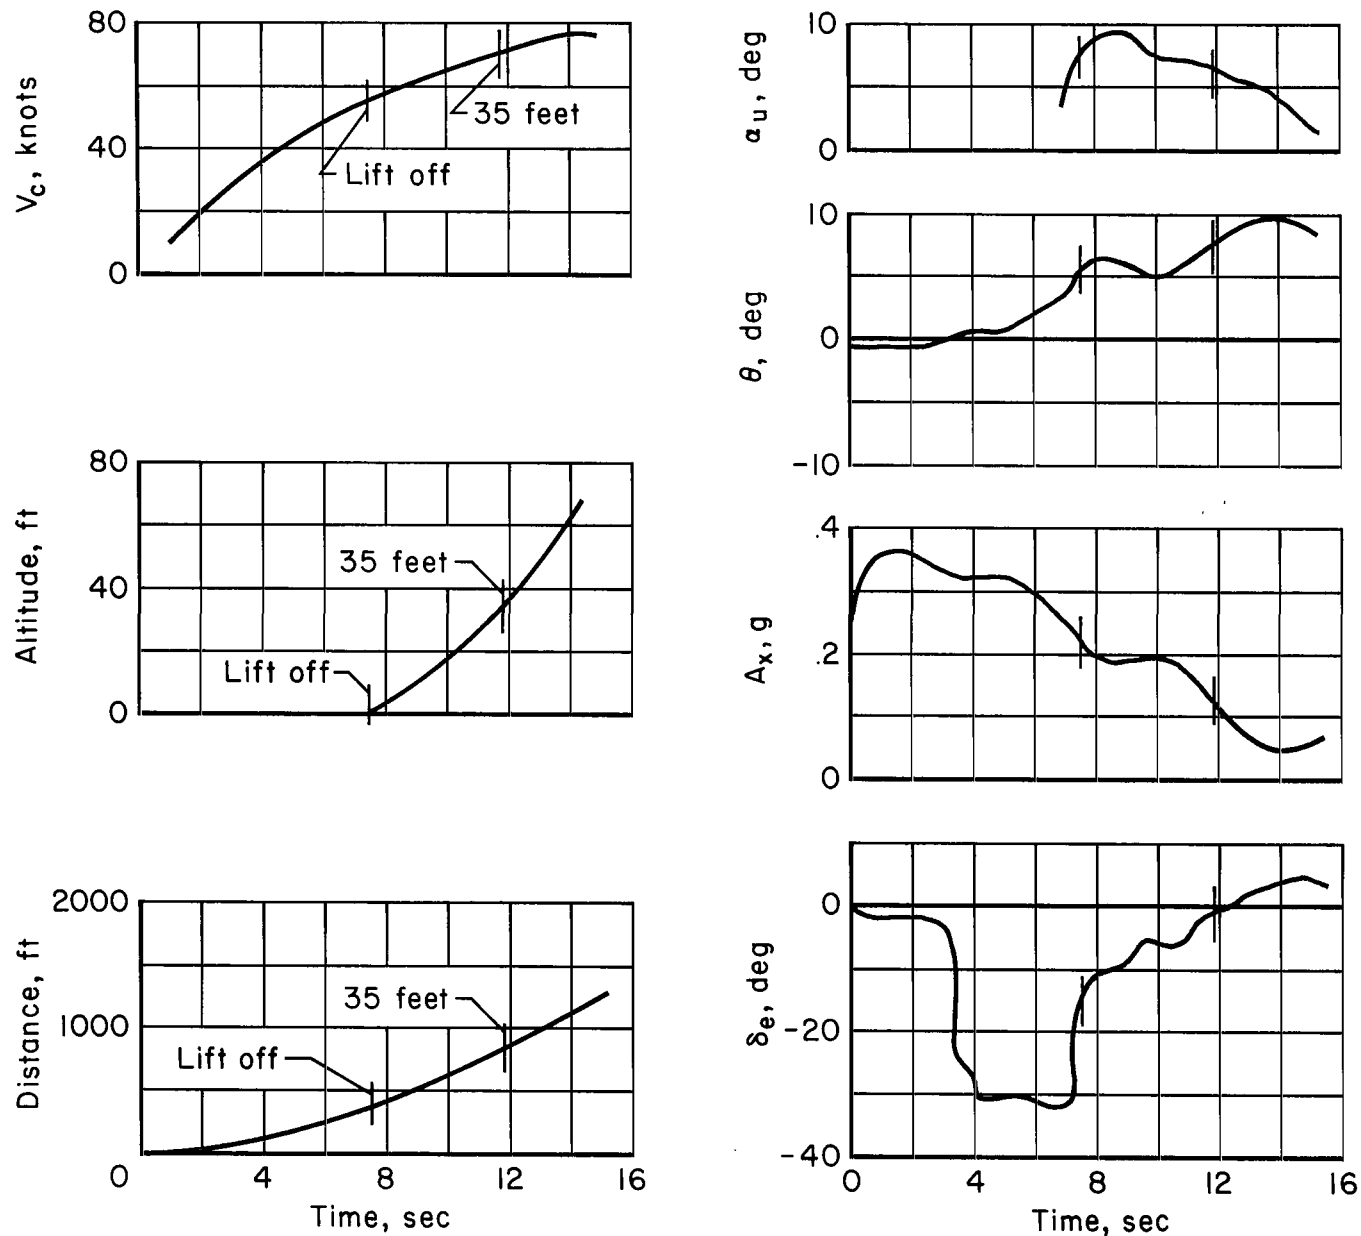 80
40
0
V_c, knots
Lift off
35 feet
80
40
0
Altitude, ft
35 feet
Lift off
2000
1000
0
Distance, ft
35 feet
Lift off
4
8
12
16
Time, sec
10
0
α_u, deg
10
0
-10
θ, deg
.4
.2
0
A_x, g
0
-20
-40
δ_e, deg
0
4
8
12
16
Time, sec